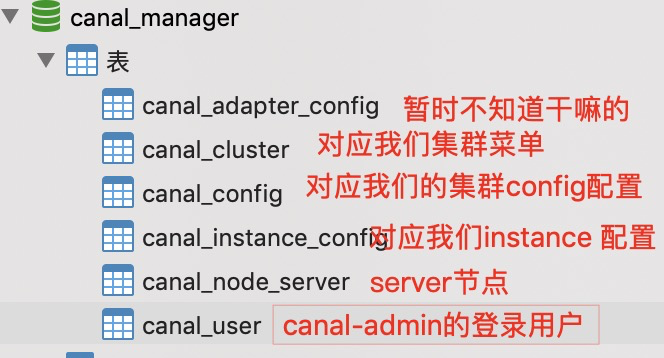 canal_manager
表
canal_adapter_config 暂时不知道干嘛的
canal_cluster 对应我们集群菜单
canal_config 对应我们的集群config配置
canal_instance_config 对应我们instance 配置
canal_node_server server节点
canal_user canal-admin的登录用户